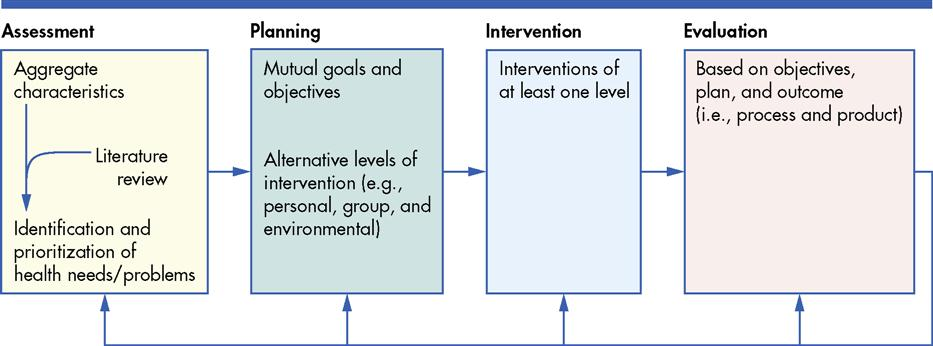 Assessment
Aggregate
characteristics
Literature
review
Identification and
prioritization of
health needs/problems
Planning
Mutual goals and
objectives
Alternative levels of
intervention (e.g.,
personal, group, and
environmental)
Intervention
Interventions of
at least one level
Evaluation
Based on objectives,
plan, and outcome
(i.e., process and product)